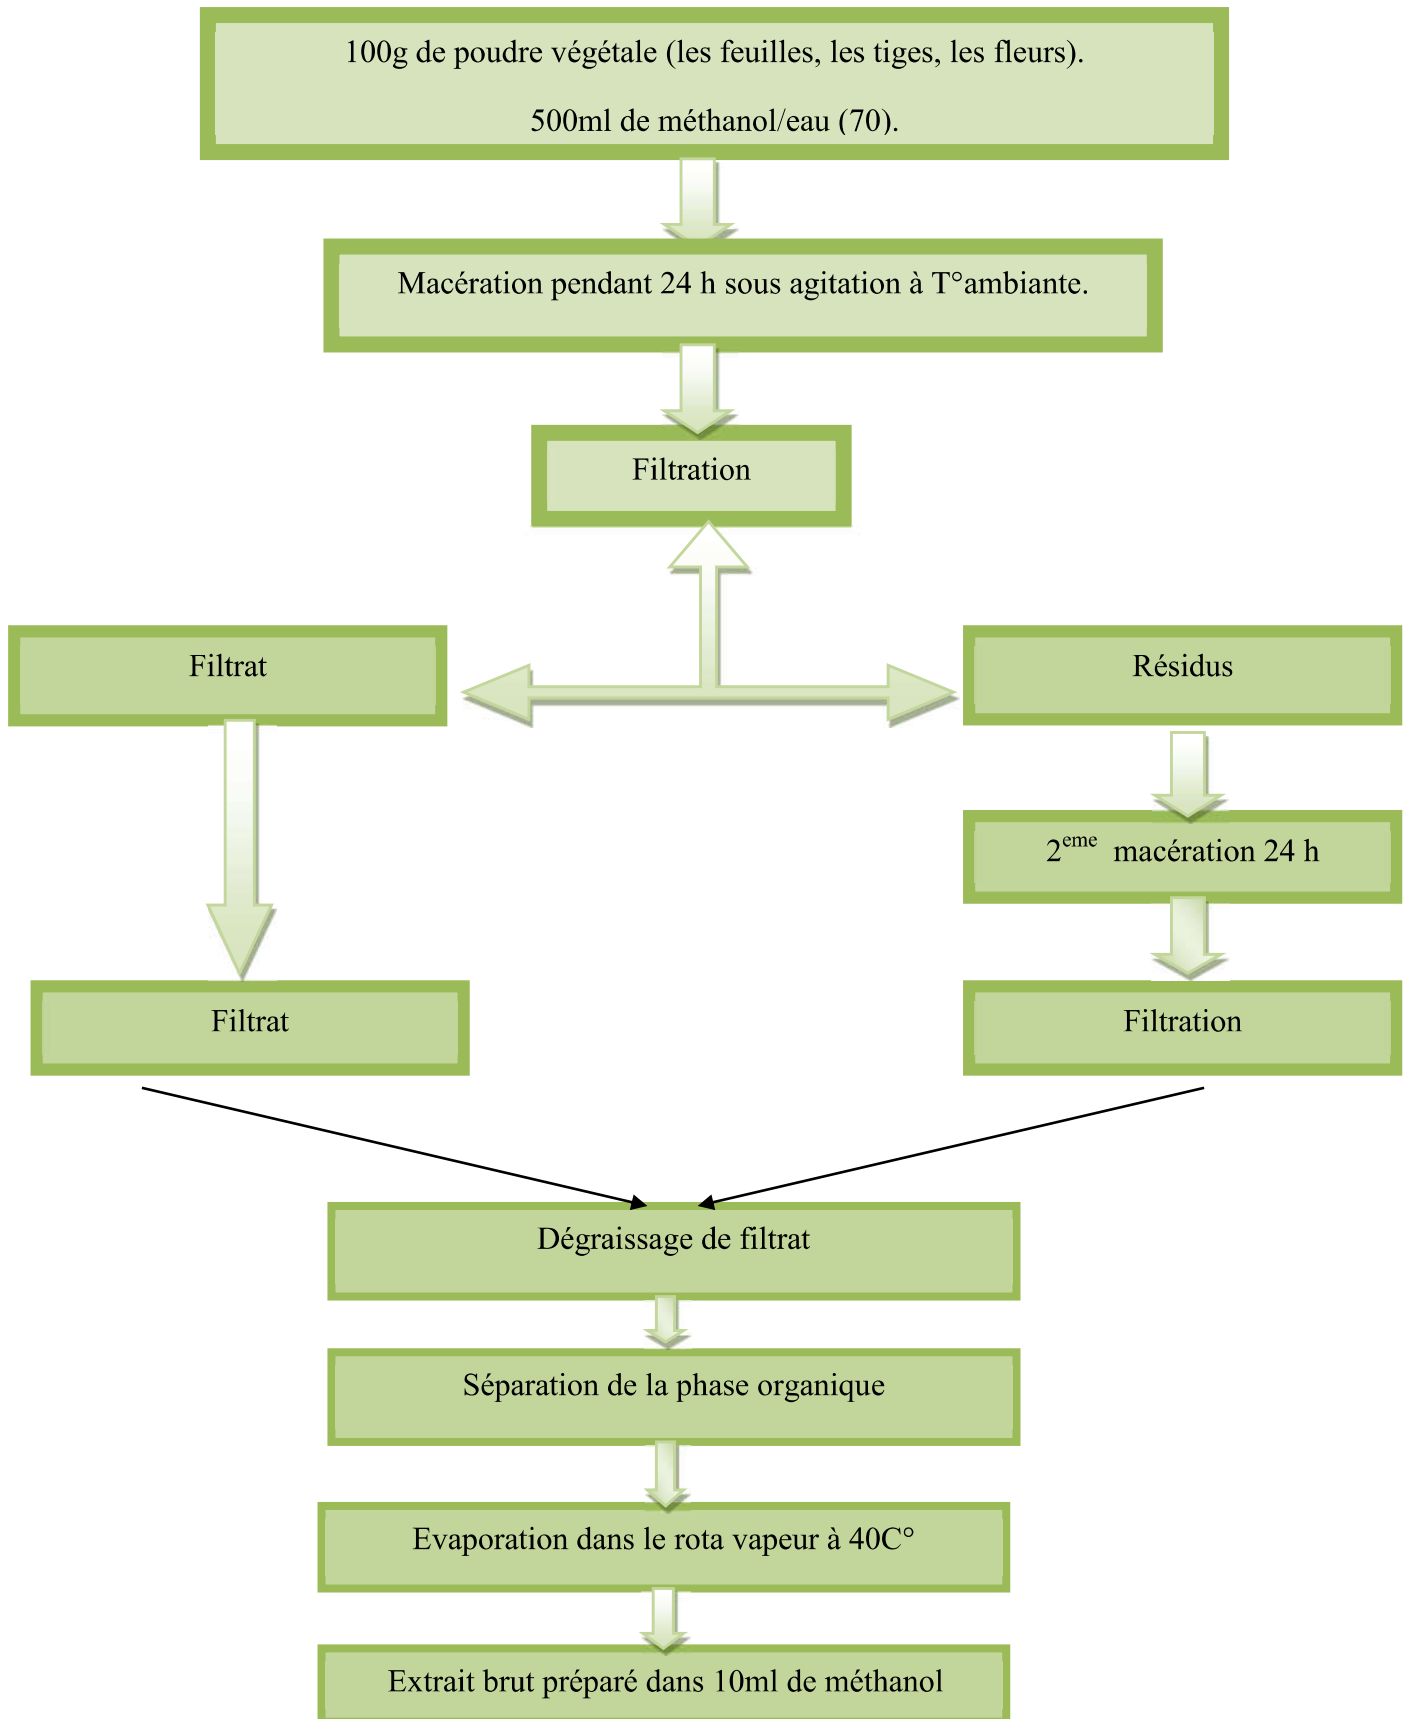 100g de poudre végétale (les feuilles, les tiges, les fleurs).
500ml de méthanol/eau (70).
Macération pendant 24 h sous agitation à T°ambiante.
Filtration
Filtrat
Résidus
2eme macération 24 h
Filtrat
Filtration
Dégraissage de filtrat
Séparation de la phase organique
Evaporation dans le rota vapeur à 40C°
Extrait brut préparé dans 10ml de méthanol